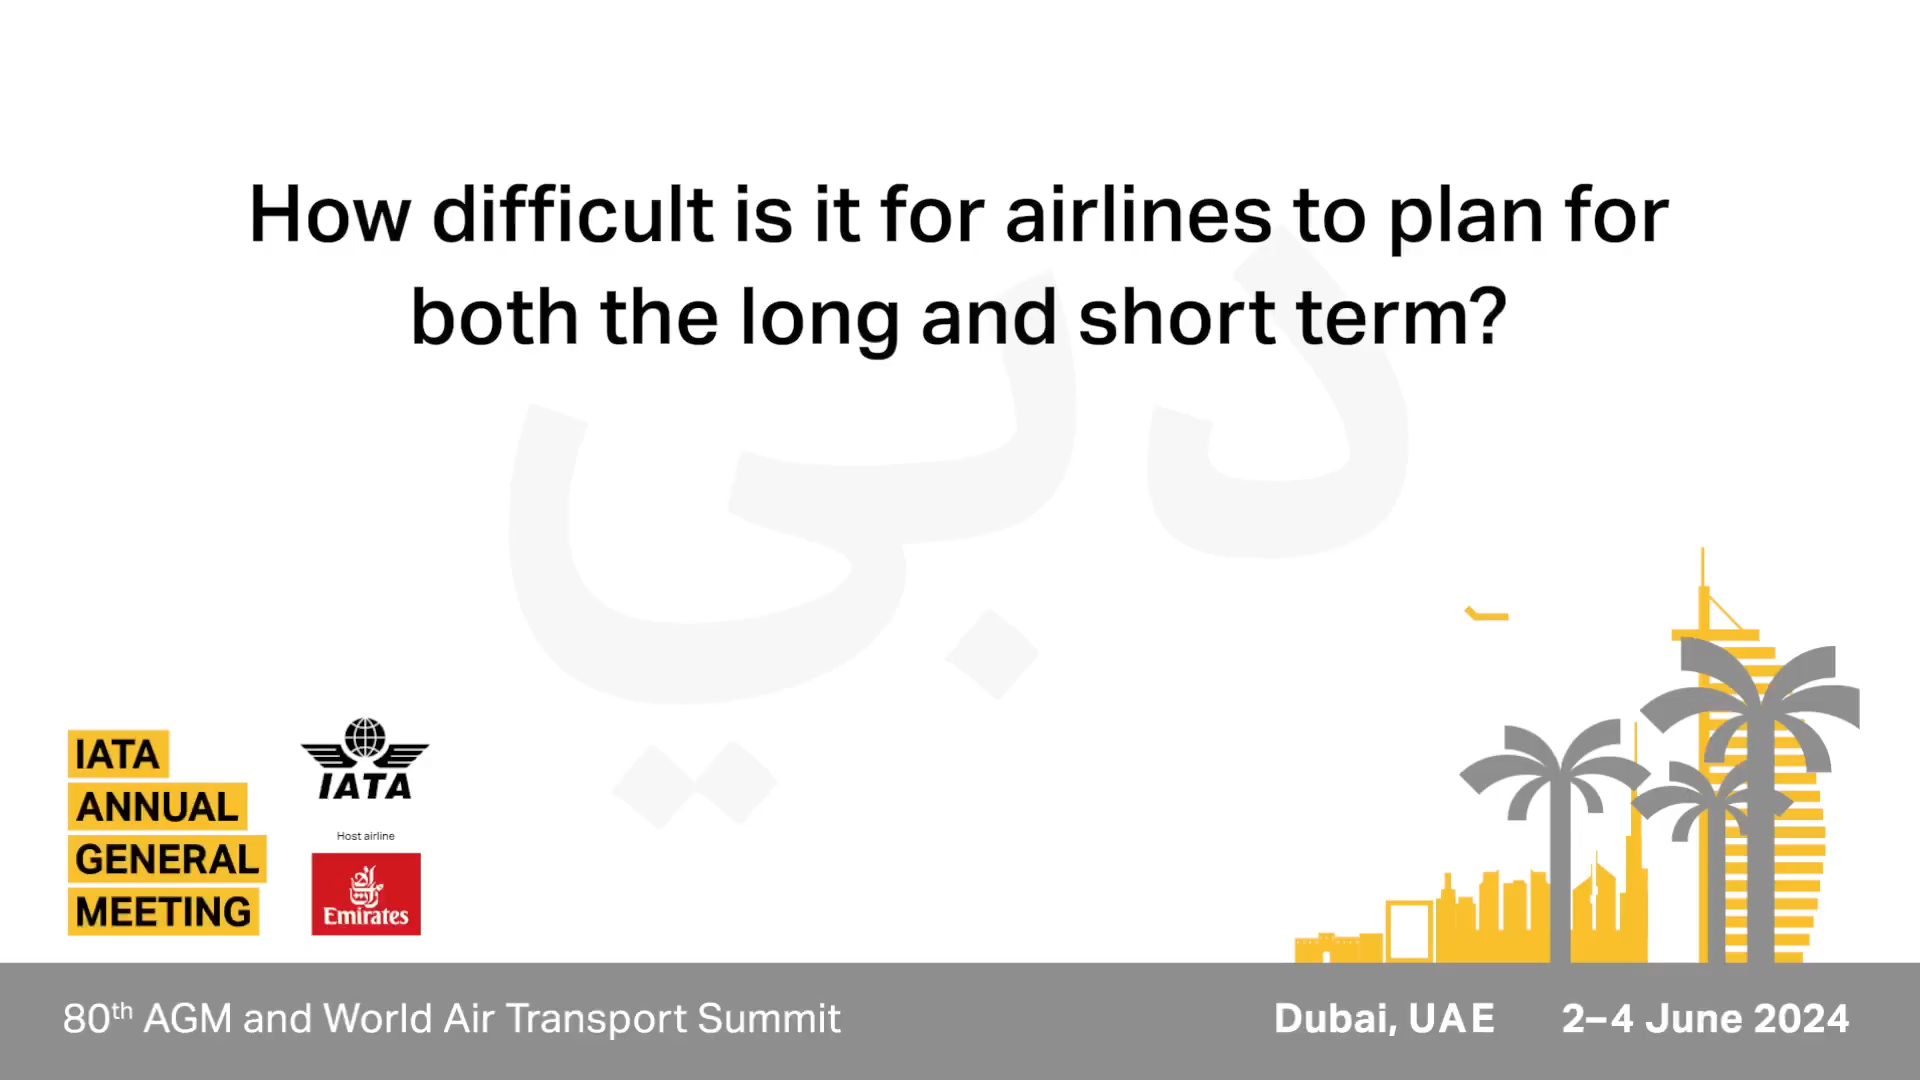 How difficult is it for airlines to plan for
both the long and short term?
دبي
IATA
ANNUAL
GENERAL
MEETING
IATA
Host airline
Emirates
80th AGM and World Air Transport Summit
Dubai, UAE 2–4 June 2024